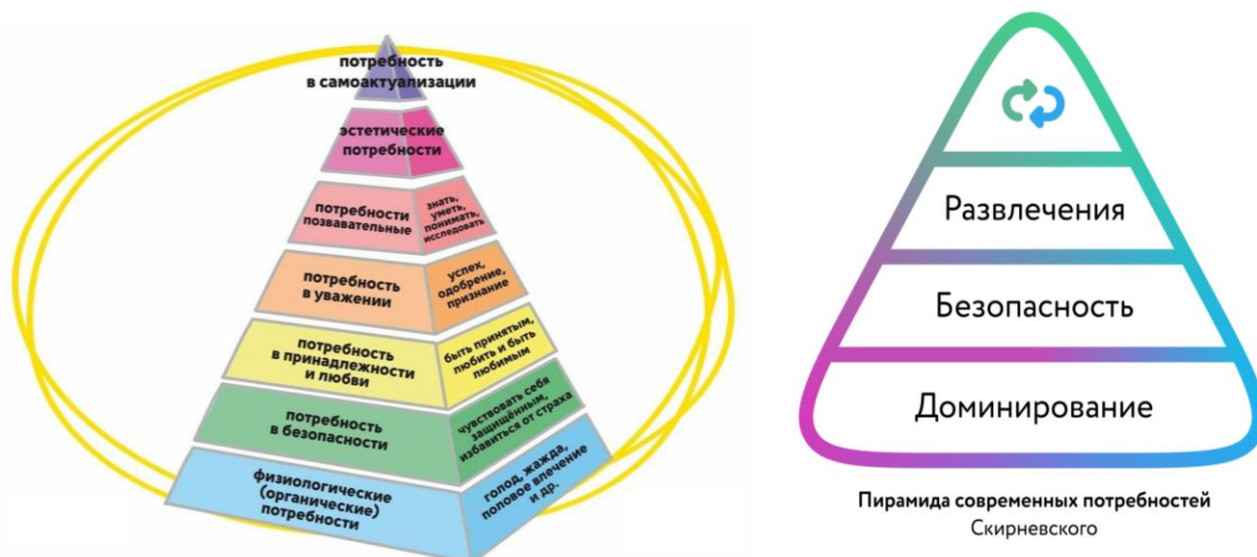 потребность
в самоактуализации
эстетические
потребности
потребности
позвавательные
знать,
уметь,
понимать,
исследовать
потребность
в уважении
успех,
одобрение,
признание
потребность
в принадлежности
и любви
быть принятым,
любить и быть
любимым
потребность
в безопасности
чувствовать себя
защищённым,
избавиться от страха
физиологические
(органические)
потребности
голод, жажда,
половое влечение
и др.
Развлечения
Безопасность
Доминирование
Пирамида современных потребностей
Скирневского